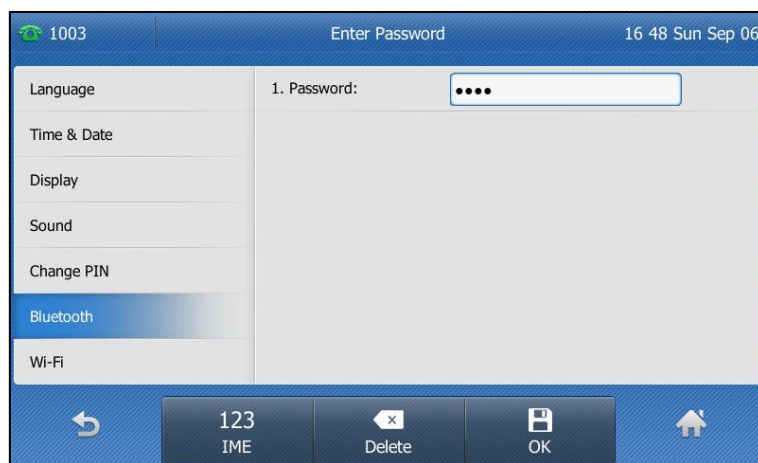 1003 Enter Password 16 48 Sun Sep 06
Language
1. Password: ••••
Time & Date
Display
Sound
Change PIN
Bluetooth
Wi-Fi
123
IME Delete OK